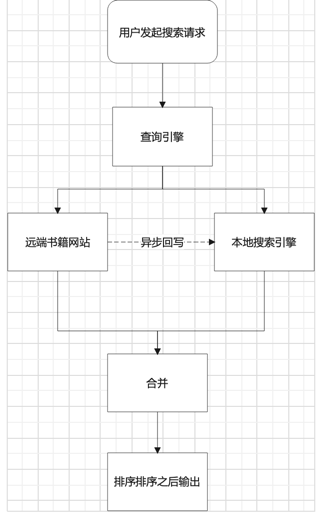 用户发起搜索请求
查询引擎
远端书籍网站
异步回写
本地搜索引擎
合并
排序排序之后输出